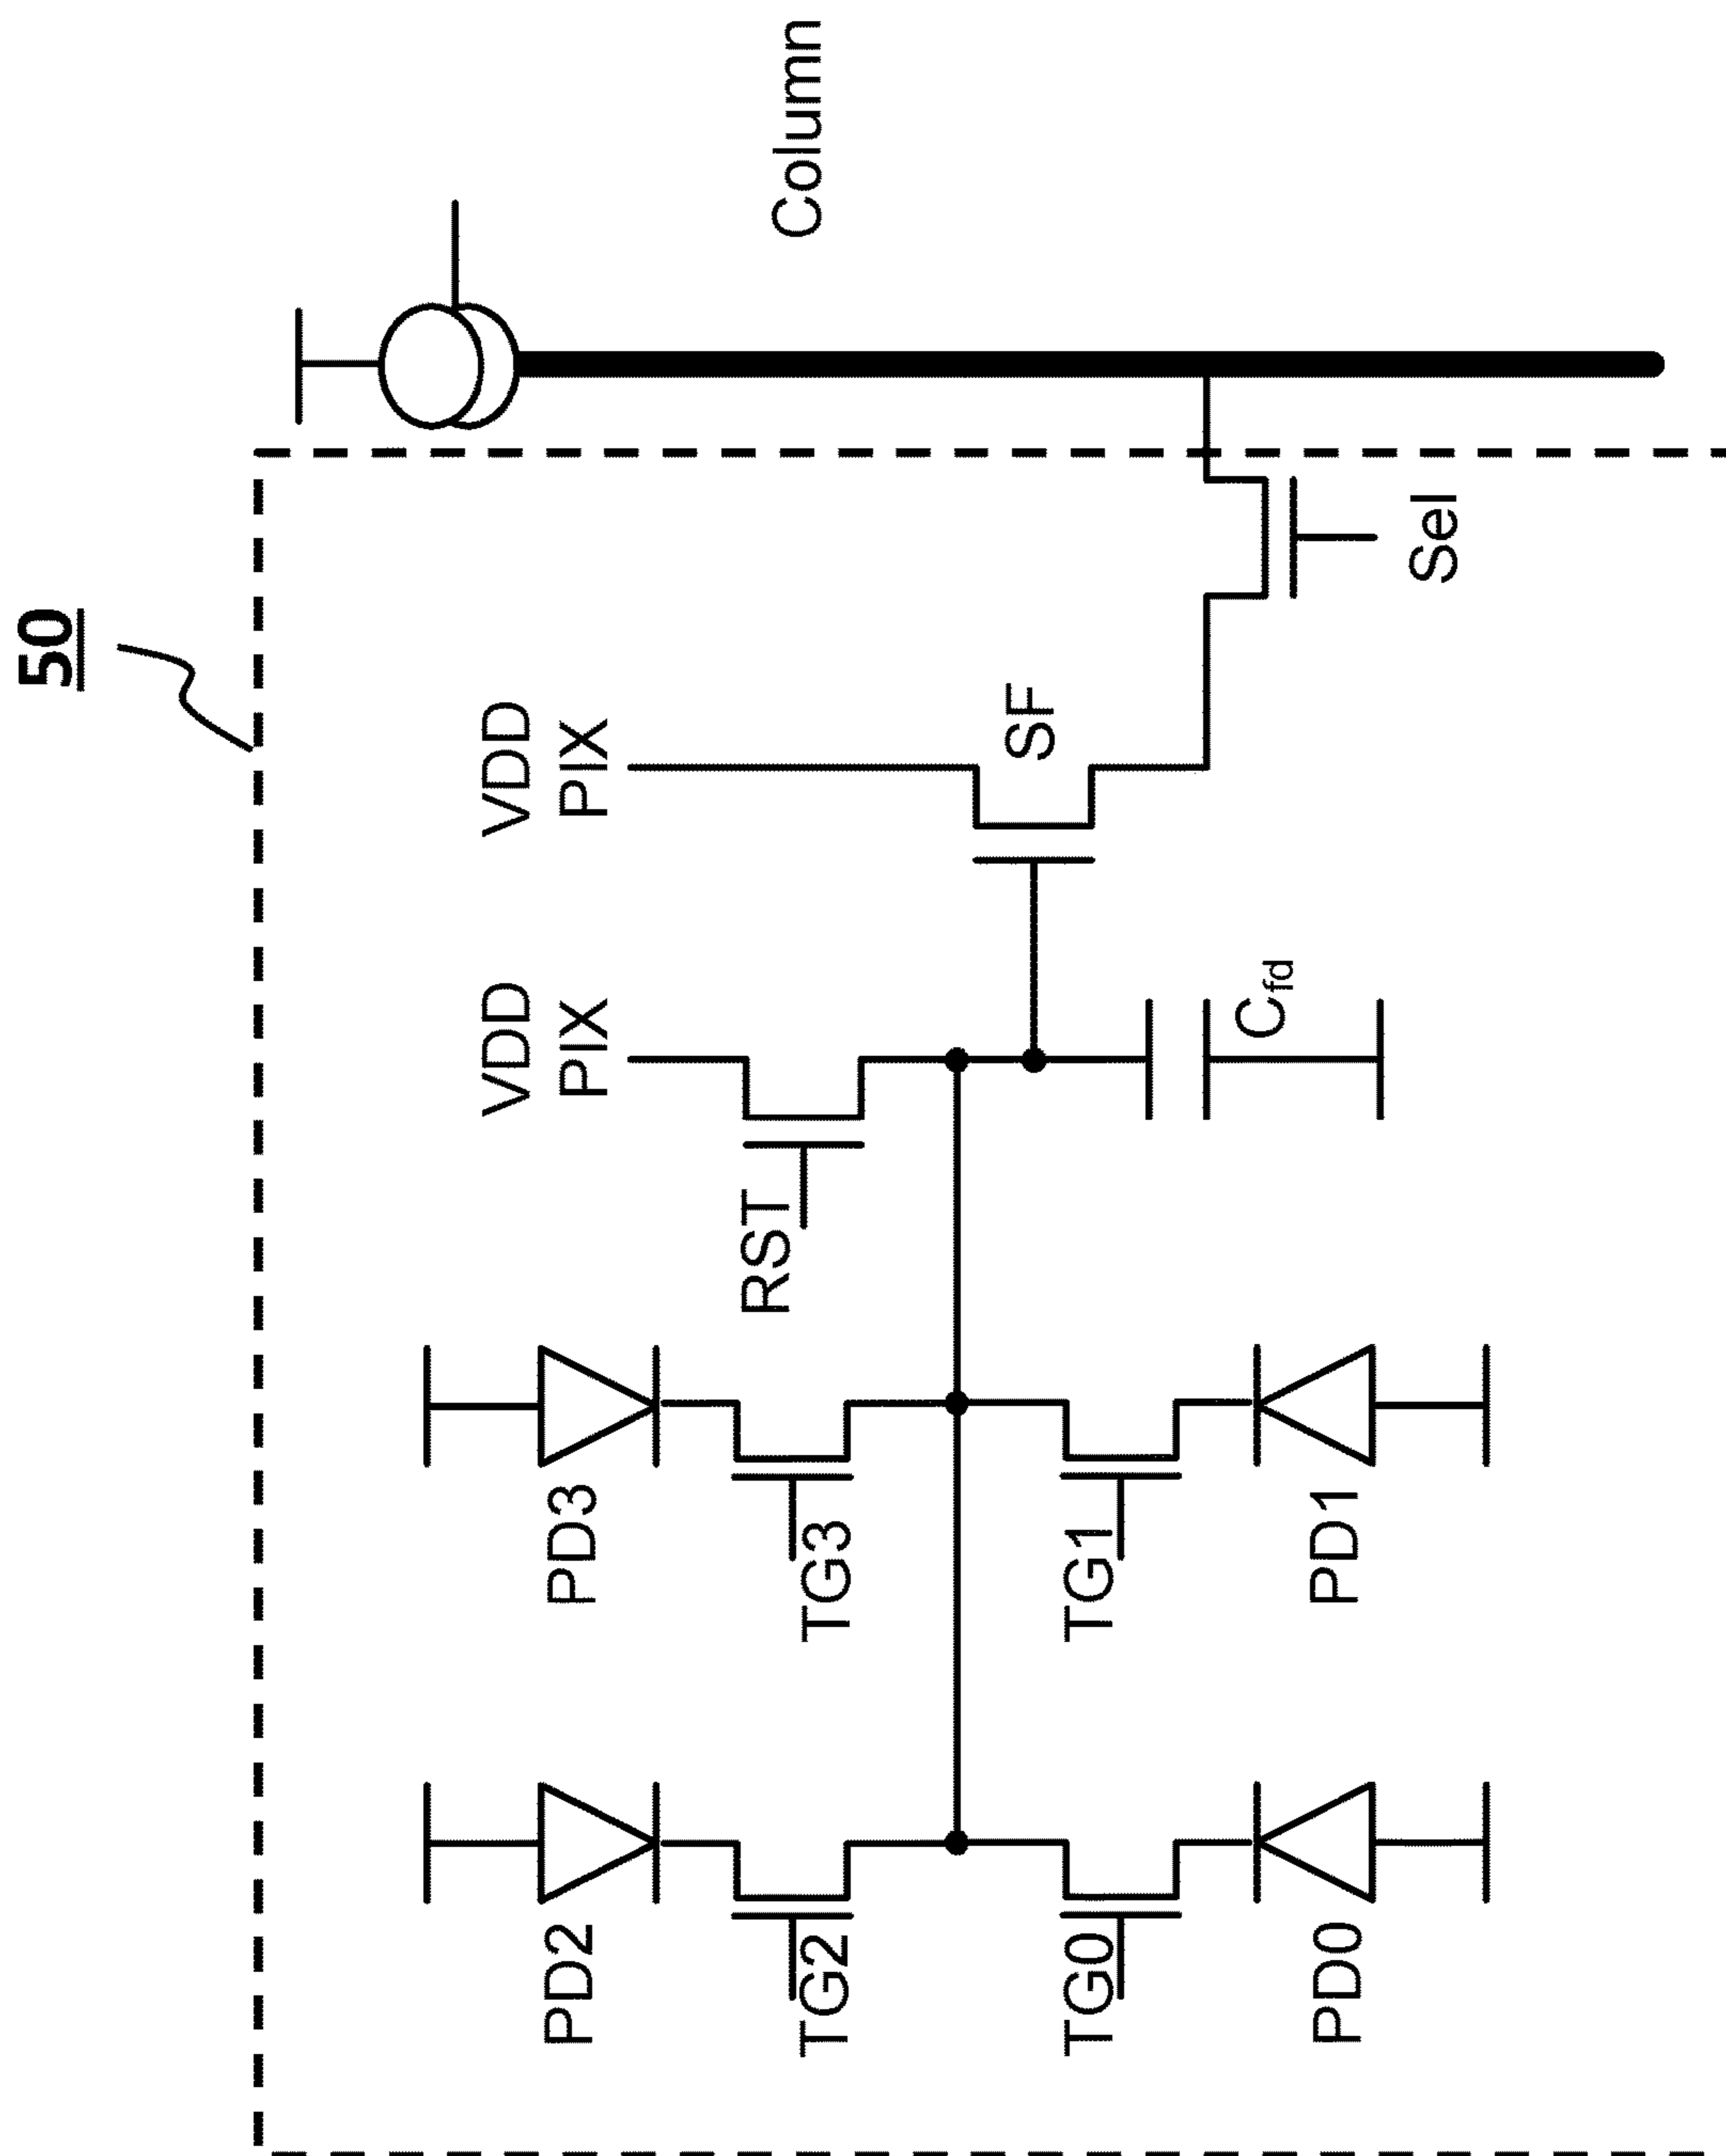 50
Column
VDD
PIX
VDD
PIX
SF
Sel
RST
Cfd
PD3
TG3
TG1
PD1
PD2
TG2
TG0
PD0